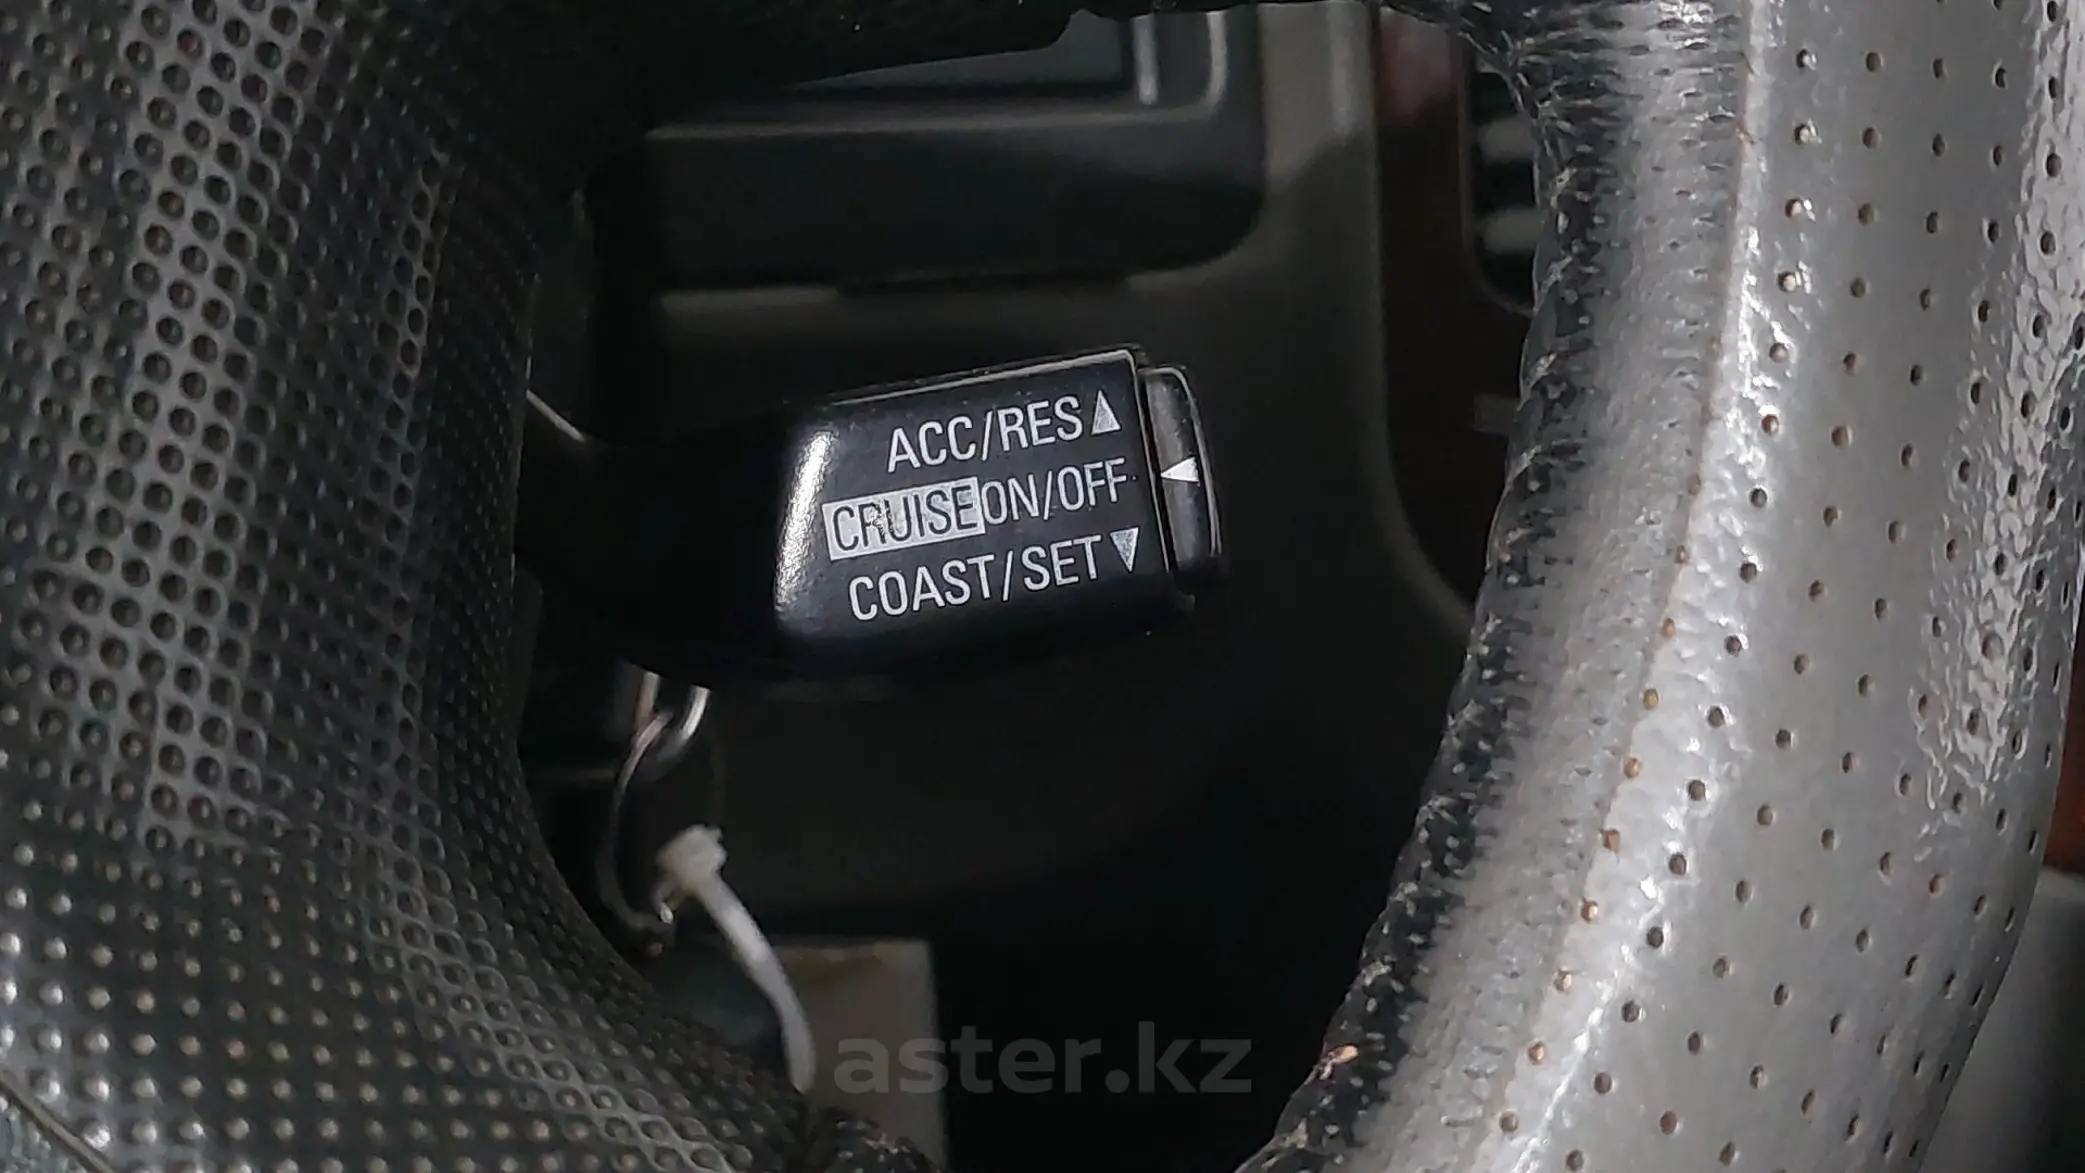 ACC/RES▲
CRUISE ON/OFF
COAST/SET▼
aster.kz